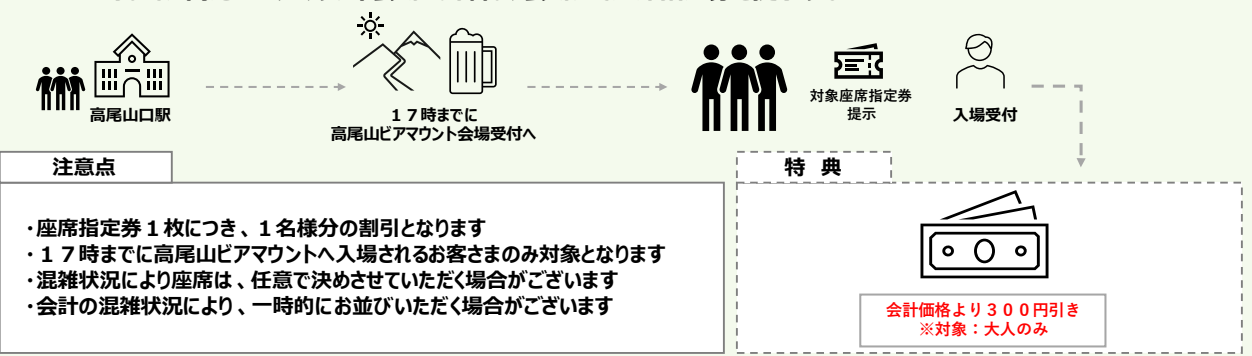 高尾山口駅
１７時までに
高尾山ビアマウント会場受付へ
対象座席指定券
提示
入場受付
注意点
・座席指定券１枚につき、１名様分の割引となります
・１７時までに高尾山ビアマウントへ入場されるお客さまのみ対象となります
・混雑状況により座席は、任意で決めさせていただく場合がございます
・会計の混雑状況により、一時的にお並びいただく場合がございます
特 典
会計価格より３００円引き
※対象：大人のみ